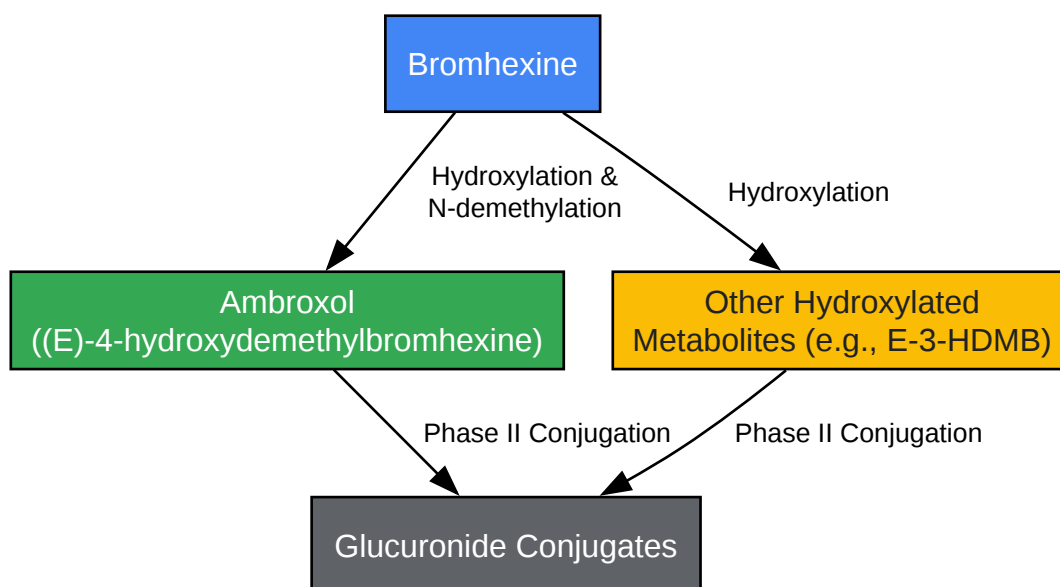 Bromhexine
Hydroxylation &
N-demethylation
Hydroxylation
Ambroxol
((E)-4-hydroxydemethylbromhexine)
Other Hydroxylated
Metabolites (e.g., E-3-HDMB)
Phase II Conjugation
Phase II Conjugation
Glucuronide Conjugates